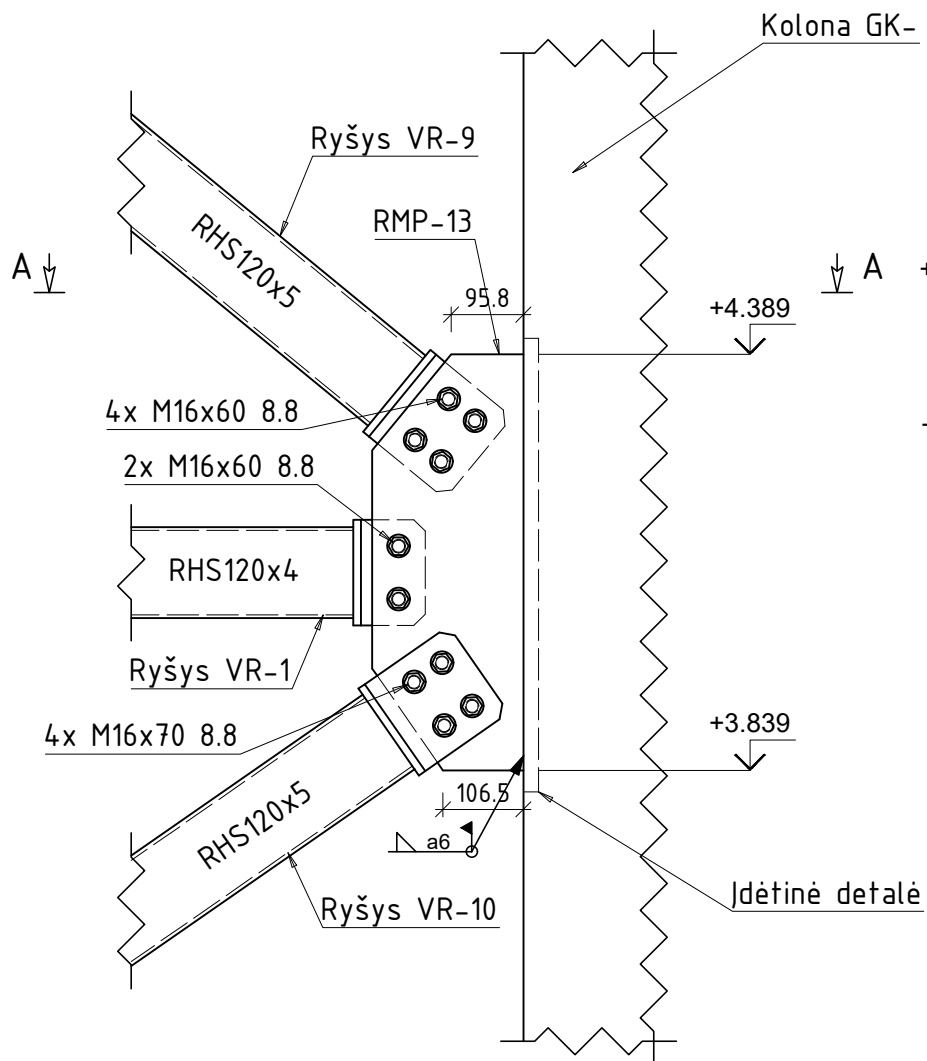 Kolona GK-
Ryšys VR-9
RHS120x5
RMP-13
A
A
95.8
+4.389
4x M16x60 8.8
2x M16x60 8.8
RHS120x4
Ryšys VR-1
4x M16x70 8.8
+3.839
106.5
RHS120x5
a6
Ryšys VR-10
Įdėtinė detalė